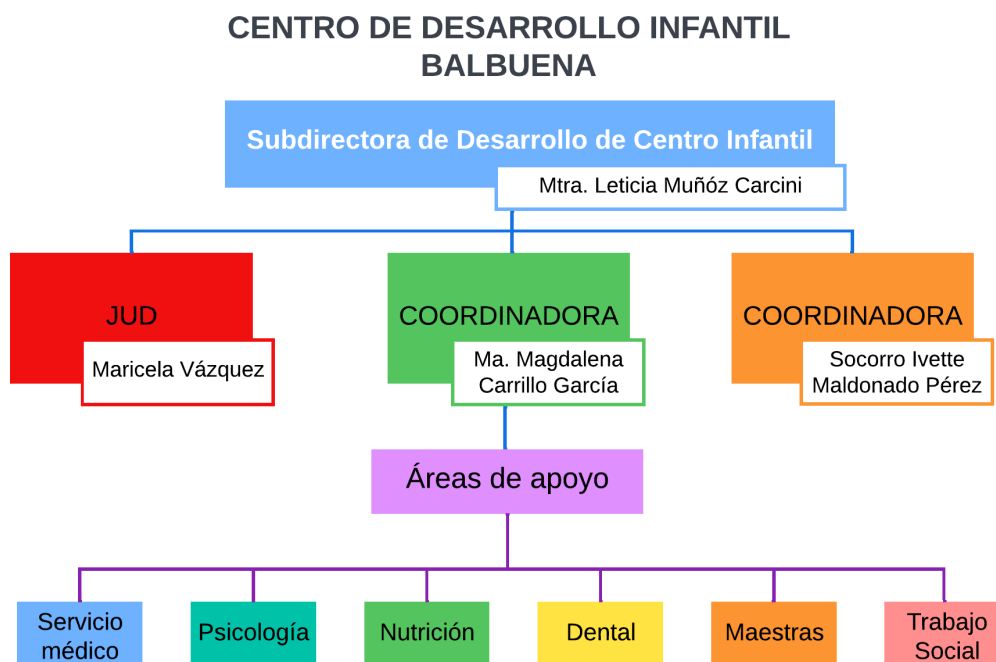 CENTRO DE DESARROLLO INFANTIL
BALBUENA
Subdirectora de Desarrollo de Centro Infantil
Mtra. Leticia Muñóz Carcini
JUD
Maricela Vázquez
COORDINADORA
Ma. Magdalena
Carrillo García
COORDINADORA
Socorro Ivette
Maldonado Pérez
Áreas de apoyo
Servicio
médico
Psicología
Nutrición
Dental
Maestras
Trabajo
Social